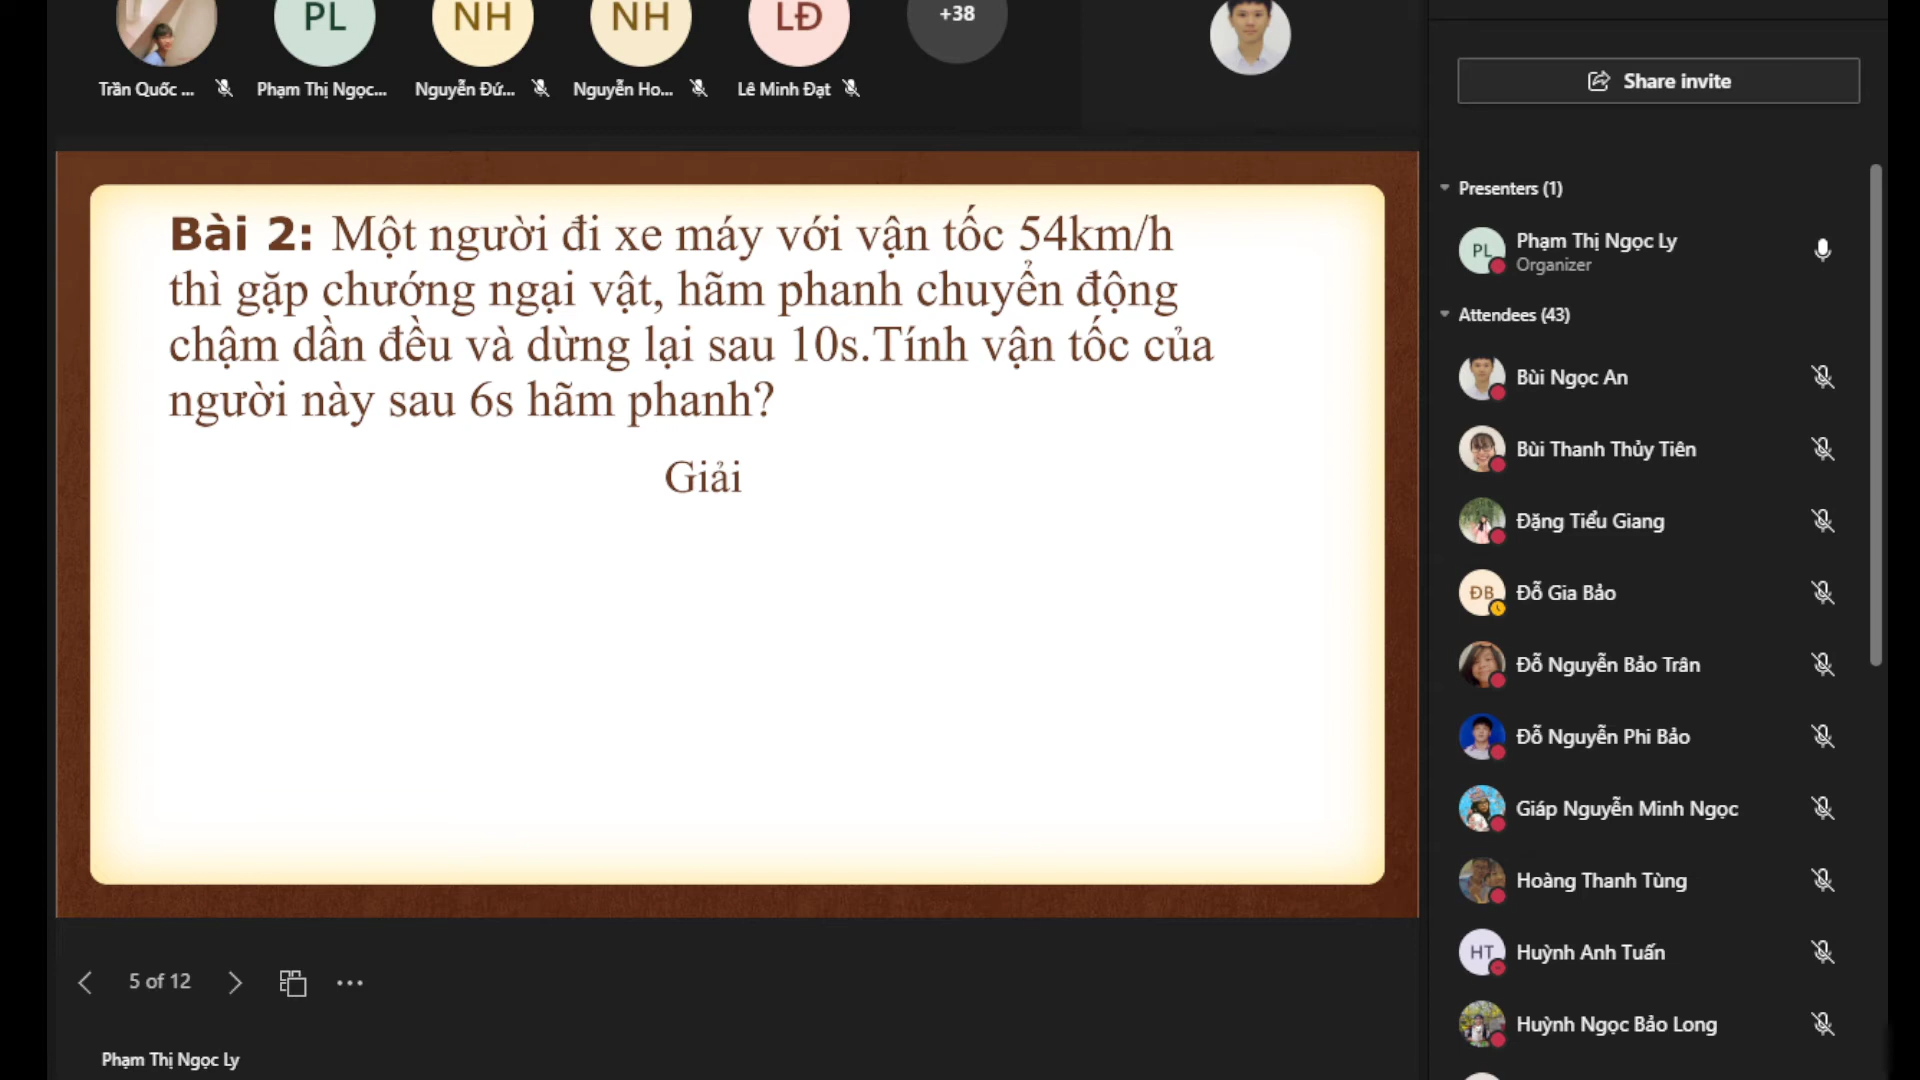 PL
NH
NH
LĐ
+38
Trần Quốc ...
Phạm Thị Ngọc...
Nguyễn Đứ...
Nguyễn Ho...
Lê Minh Đạt
Bài 2: Một người đi xe máy với vận tốc 54km/h
thì gặp chướng ngại vật, hãm phanh chuyển động
chậm dần đều và dừng lại sau 10s.Tính vận tốc của
người này sau 6s hãm phanh?
Giải
5 of 12
Phạm Thị Ngọc Ly
Share invite
Presenters (1)
PL
Phạm Thị Ngọc Ly
Organizer
Attendees (43)
Bùi Ngọc An
Bùi Thanh Thủy Tiên
Đặng Tiểu Giang
ĐB
Đỗ Gia Bảo
Đỗ Nguyễn Bảo Trân
Đỗ Nguyễn Phi Bảo
Giáp Nguyễn Minh Ngọc
Hoàng Thanh Tùng
HT
Huỳnh Anh Tuấn
Huỳnh Ngọc Bảo Long